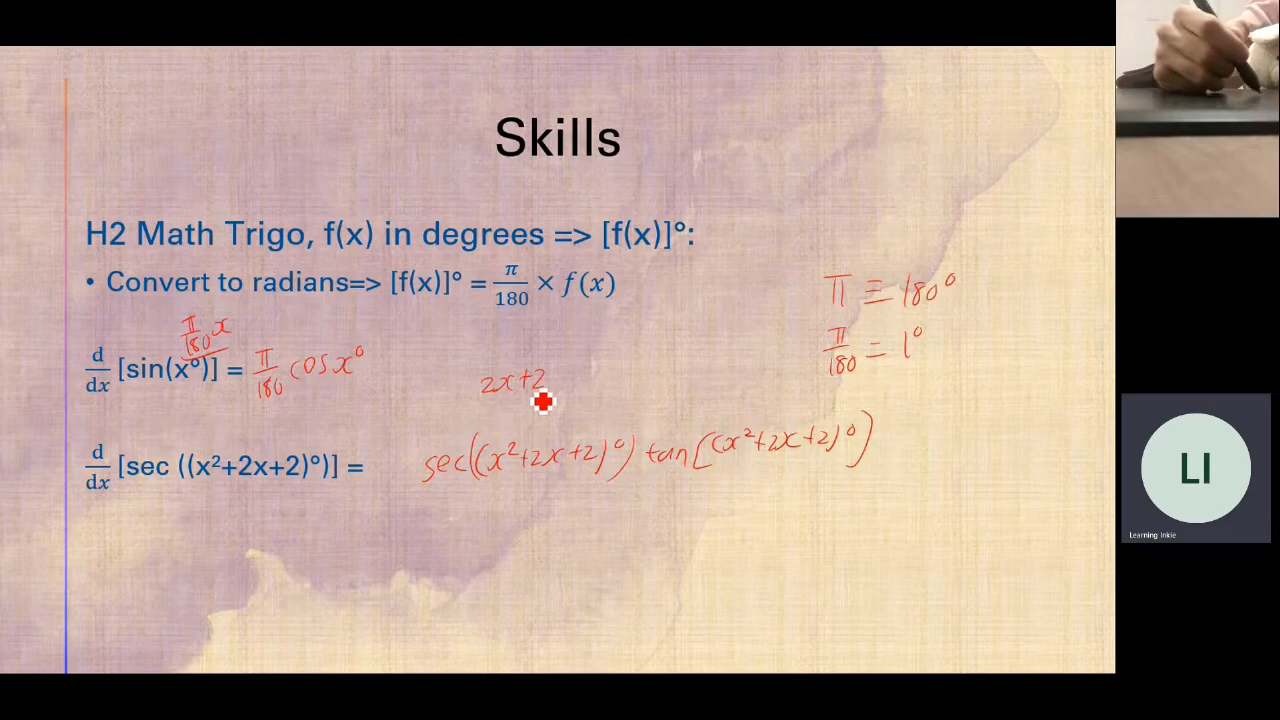 Skills
H2 Math Trigo, f(x) in degrees => [f(x)]°:
• Convert to radians=> [f(x)]° = π/180 × f(x)
π ≡ 180°
π/180 = 1°
π/180 x
d/dx [sin(x°)] = π/180 cos x°
2x+2
d/dx [sec ((x²+2x+2)°)] = sec((x²+2x+2)°) tan[(x²+2x+2)°]
LI
Learning Inkie